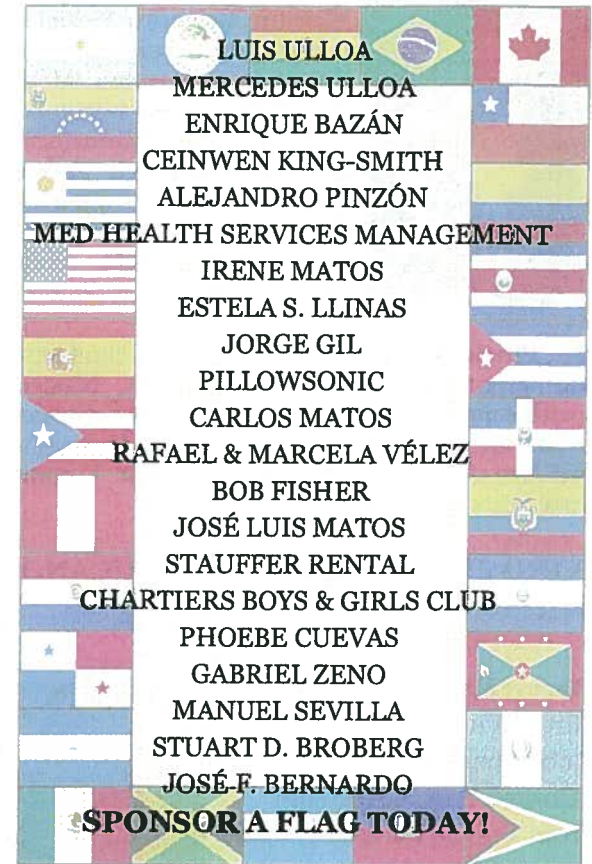 LUIS ULLOA
MERCEDES ULLOA
ENRIQUE BAZÁN
CEINWEN KING-SMITH
ALEJANDRO PINZÓN
MED HEALTH SERVICES MANAGEMENT
IRENE MATOS
ESTELA S. LLINAS
JORGE GIL
PILLOWSONIC
CARLOS MATOS
RAFAEL & MARCELA VÉLEZ
BOB FISHER
JOSÉ LUIS MATOS
STAUFFER RENTAL
CHARTIERS BOYS & GIRLS CLUB
PHOEBE CUEVAS
GABRIEL ZENO
MANUEL SEVILLA
STUART D. BROBERG
JOSÉ-F. BERNARDO
SPONSOR A FLAG TODAY!